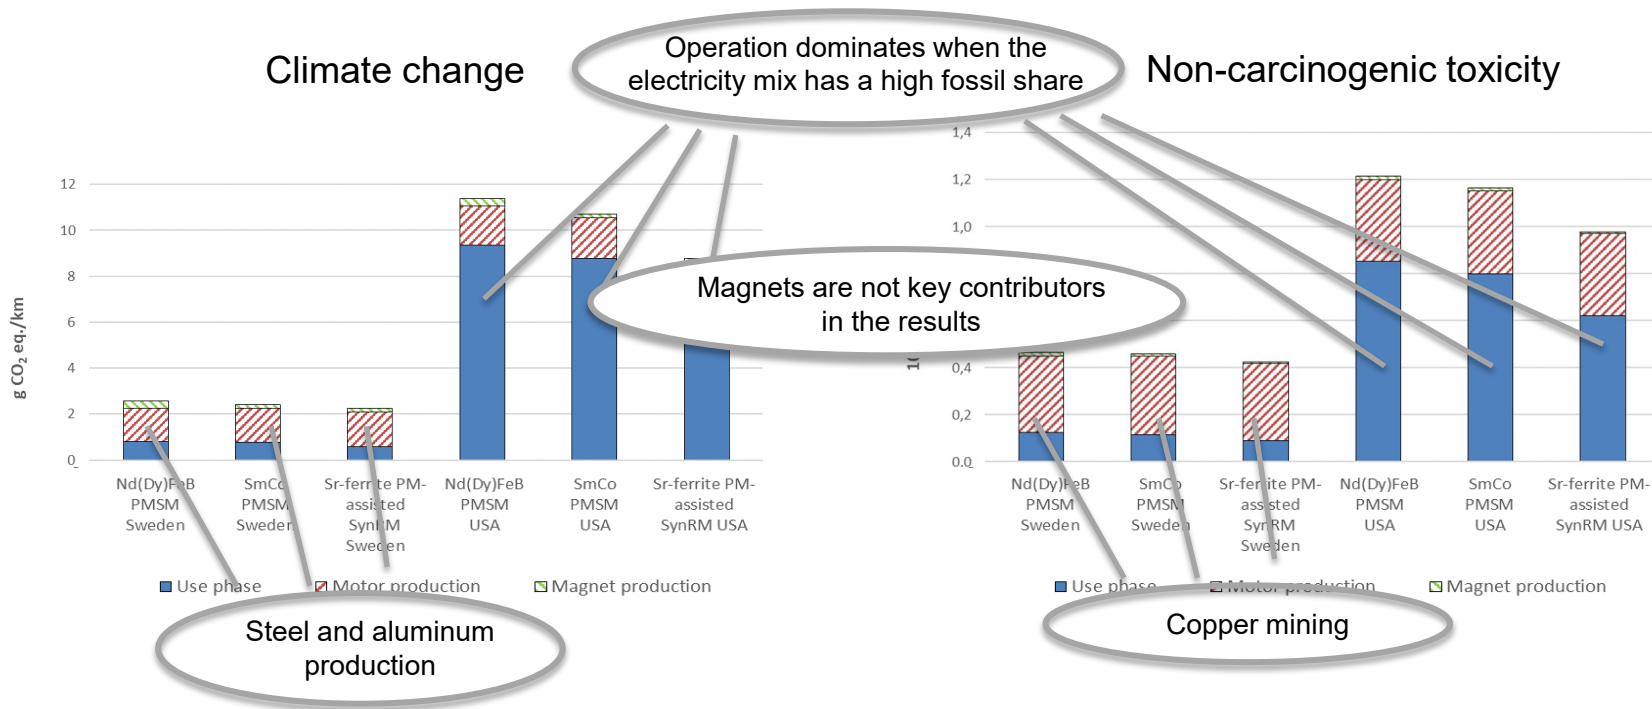 Climate change
Operation dominates when the
electricity mix has a high fossil share
Non-carcinogenic toxicity
g CO₂ eq./km
12
10
8
6
4
2
0
Nd(Dy)FeB
PMSM
Sweden
SmCo
PMSM
Sweden
Sr-ferrite PM-
assisted
SynRM
Sweden
Nd(Dy)FeB
PMSM
USA
SmCo
PMSM
USA
Sr-ferrite PM-
assisted
SynRM USA
Use phase
Motor production
Magnet production
Magnets are not key contributors
in the results
1,4
1,2
1,0
0,4
0,2
0,0
Nd(Dy)FeB
PMSM
Sweden
SmCo
PMSM
Sweden
Sr-ferrite PM-
assisted
SynRM
Sweden
Nd(Dy)FeB
PMSM
USA
SmCo
PMSM
USA
Sr-ferrite PM-
assisted
SynRM USA
Use phase
Motor production
Magnet production
Steel and aluminum
production
Copper mining